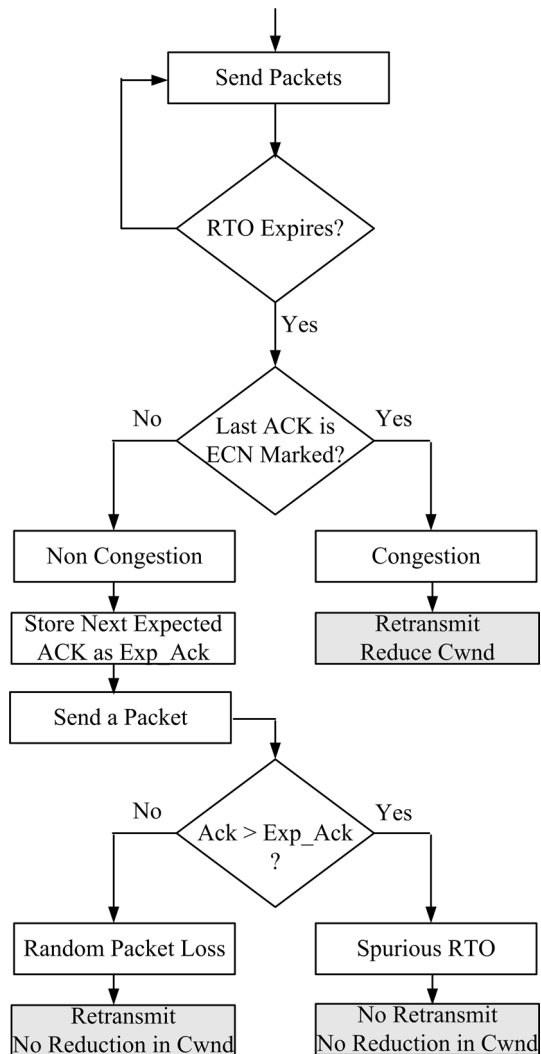 Send Packets
RTO Expires?
Yes
No
Last ACK is
ECN Marked?
Yes
Non Congestion
Congestion
Store Next Expected
ACK as Exp_Ack
Retransmit
Reduce Cwnd
Send a Packet
No
Ack > Exp_Ack
?
Yes
Random Packet Loss
Spurious RTO
Retransmit
No Reduction in Cwnd
No Retransmit
No Reduction in Cwnd